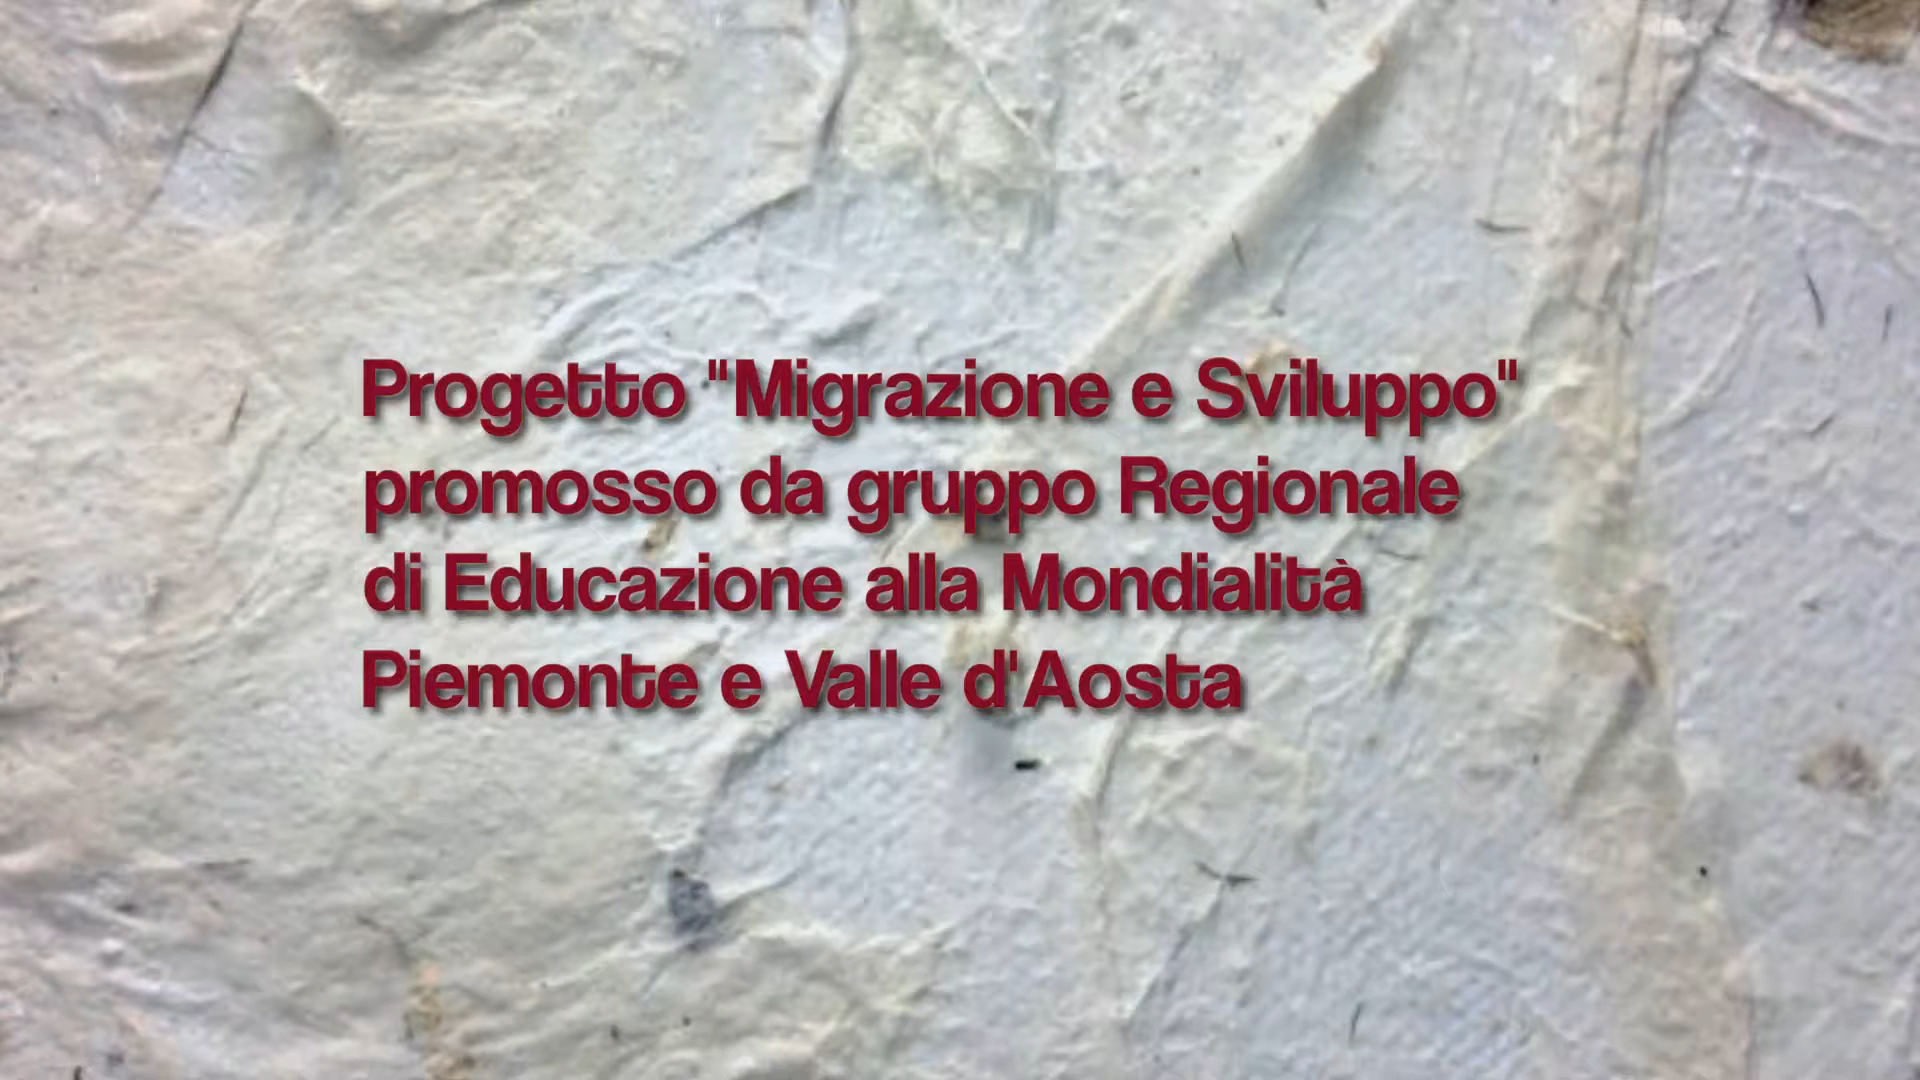 Progetto "Migrazione e Sviluppo"
promosso da gruppo Regionale
di Educazione alla Mondialità
Piemonte e Valle d'Aosta